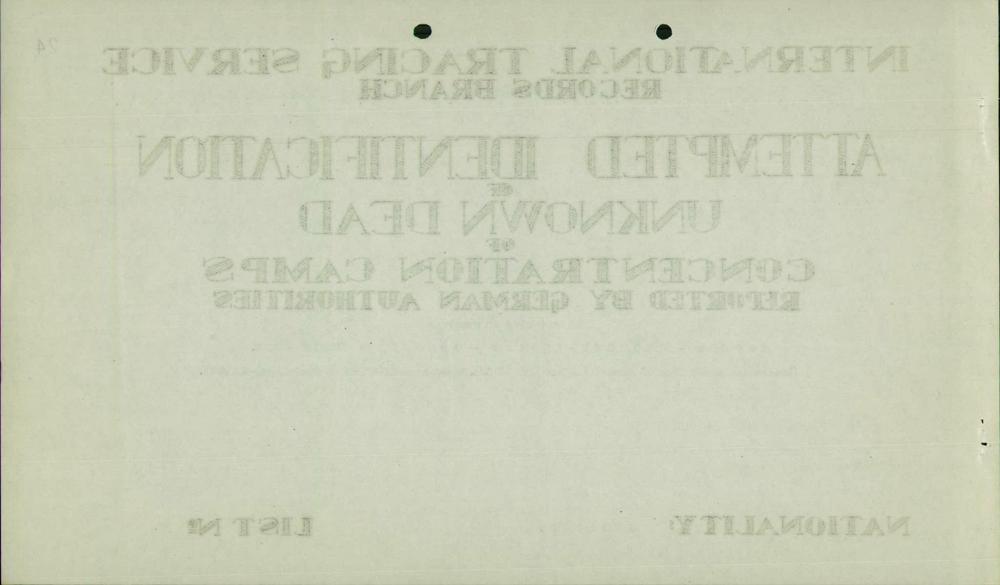 24
INTERNATIONAL TRACING SERVICE
RECORDS BRANCH
ATTEMPTED IDENTIFICATION
OF
UNKNOWN DEAD
OF
CONCENTRATION CAMPS
REPORTED BY GERMAN AUTHORITIES
NATIONALITY: LIST Nº